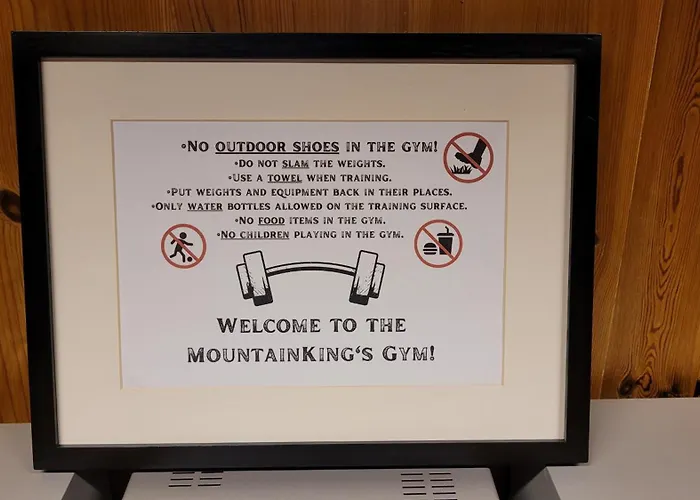 •No outdoor shoes in the gym!
•Do not slam the weights.
•Use a towel when training.
•Put weights and equipment back in their places.
•Only water bottles allowed on the training surface.
•No food items in the gym.
•No children playing in the gym.
Welcome to the
MountainKing's Gym!